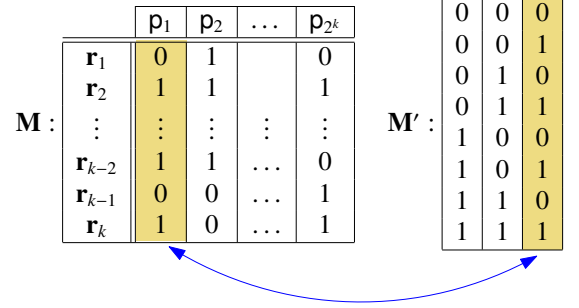 p₁ p₂ … p₂ᵏ
r₁ 0 1 0
r₂ 1 1 1
M : ⋮ ⋮ ⋮ ⋮ ⋮
rₖ₋₂ 1 1 … 0
rₖ₋₁ 0 0 … 1
rₖ 1 0 … 1
M′ :
0 0 0
0 0 1
0 1 0
0 1 1
1 0 0
1 0 1
1 1 0
1 1 1